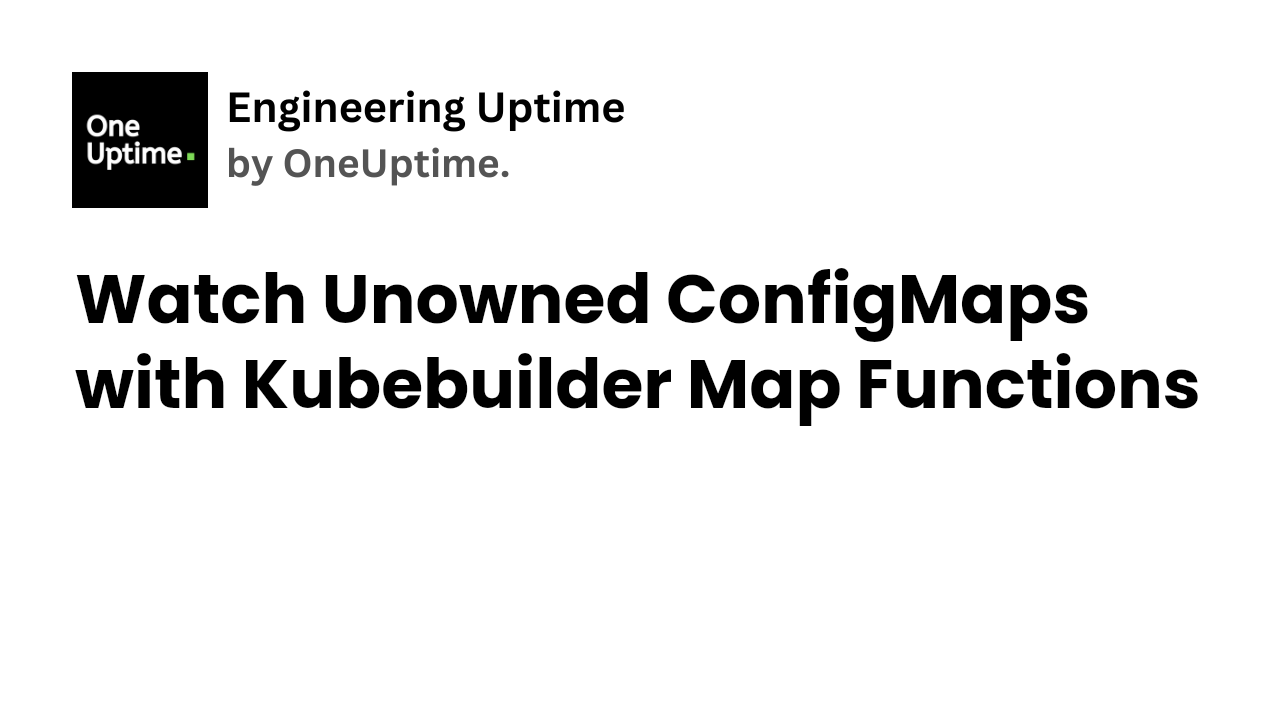 One
Uptime
Engineering Uptime
by OneUptime.
Watch Unowned ConfigMaps
with Kubebuilder Map Functions